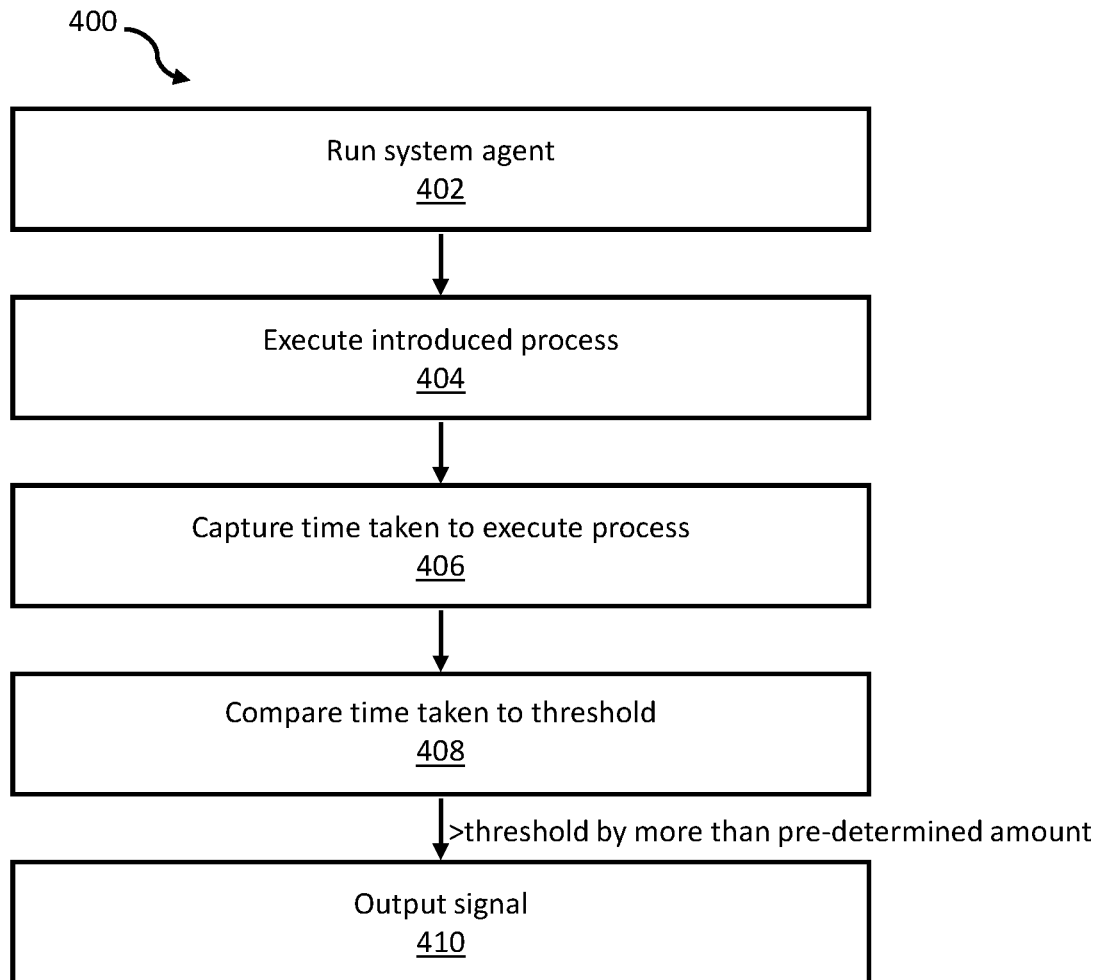 400
Run system agent
402
Execute introduced process
404
Capture time taken to execute process
406
Compare time taken to threshold
408
>threshold by more than pre-determined amount
Output signal
410